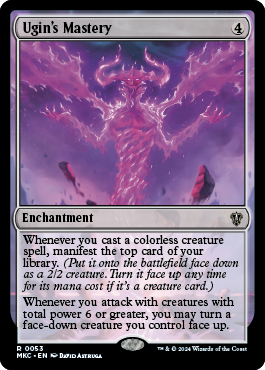 Ugin's Mastery 4
Enchantment
Whenever you cast a colorless creature
spell, manifest the top card of your
library. (Put it onto the battlefield face down
as a 2/2 creature. Turn it face up any time
for its mana cost if it's a creature card.)
Whenever you attack with creatures with
total power 6 or greater, you may turn a
face-down creature you control face up.
R 0053
MKC • EN David Astruga
™ & © 2024 Wizards of the Coast